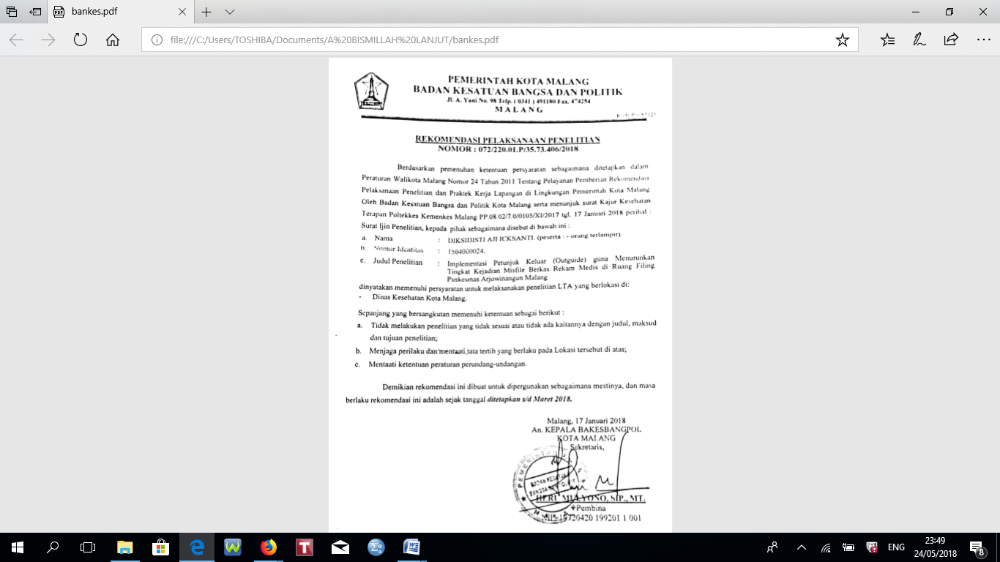 bankes.pdf
file:///C:/Users/TOSHIBA/Documents/A%20BISMILLAH%20LANJUT/bankes.pdf
PEMERINTAH KOTA MALANG
BADAN KESATUAN BANGSA DAN POLITIK
Jl. A. Yani No. 98 Telp. ( 0341 ) 491180 Fax. 474254
M A L A N G
REKOMENDASI PELAKSANAAN PENELITIAN
NOMOR : 072/220.01.P/35.73.406/2018
Berdasarkan pemenuhan ketentuan persyaratan sebagaimana ditetapkan dalam
Peraturan Walikota Malang Nomor 24 Tahun 2011 Tentang Pelayanan Pemberian Rekomendasi
Pelaksanaan Penelitian dan Praktek Kerja Lapangan di Lingkungan Pemerintah Kota Malang
Oleh Badan Kesatuan Bangsa dan Politik Kota Malang serta menunjuk surat Kajur Kesehatan
Terapan Poltekkes Kemenkes Malang PP.08.02/7.0/0105/XI/2017 tgl. 17 Januari 2018 perihal :
Surat Ijin Penelitian, kepada pihak sebagaimana disebut di bawah ini :
a. Nama : DIKSIDISTI AJI ICKSANTI. (peserta : - orang terlampir).
b. Nomor Identitas : 1504000024.
c. Judul Penelitian : Implementasi Petunjuk Keluar (Outguide) guna Menurunkan
Tingkat Kejadian Misfile Berkas Rekam Medis di Ruang Filing
Puskesmas Arjowinangun Malang
dinyatakan memenuhi persyaratan untuk melaksanakan penelitian LTA yang berlokasi di:
- Dinas Kesehatan Kota Malang.
Sepanjang yang bersangkutan memenuhi ketentuan sebagai berikut :
a. Tidak melakukan penelitian yang tidak sesuai atau tidak ada kaitannya dengan judul, maksud
dan tujuan penelitian;
b. Menjaga perilaku dan mentaati tata tertib yang berlaku pada Lokasi tersebut di atas;
c. Mentaati ketentuan peraturan perundang-undangan.
Demikian rekomendasi ini dibuat untuk dipergunakan sebagaimana mestinya, dan masa
berlaku rekomendasi ini adalah sejak tanggal ditetapkan s/d Maret 2018.
Malang, 17 Januari 2018
An. KEPALA BAKESBANGPOL
KOTA MALANG
Sekretaris,
HERU MULYONO, SIP., MT.
Pembina
NIP. 19720420 199201 1 001
ENG
23:49
24/05/2018
8